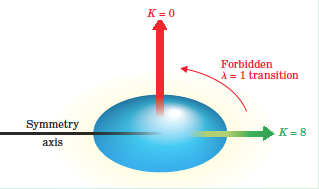 K = 0
Forbidden
λ = 1 transition
Symmetry
axis
K = 8